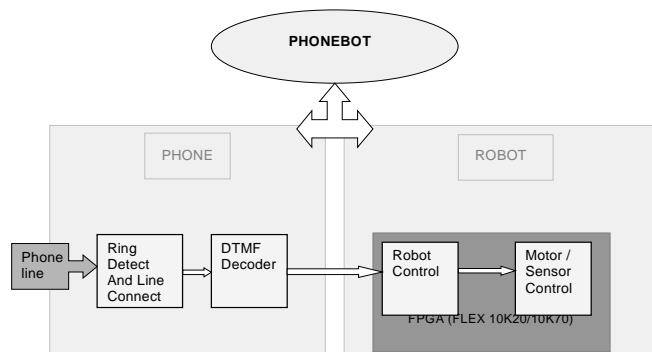 PHONEBOT
PHONE
ROBOT
Phone
line
Ring
Detect
And Line
Connect
DTMF
Decoder
Robot
Control
Motor /
Sensor
Control
FPGA (FLEX 10K20/10K70)